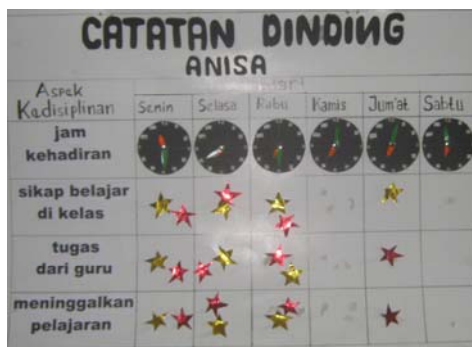 CATATAN DINDING
ANISA
Aspek Kedisiplinan
Senin Selasa Rabu Kamis Jum'at Sabtu
jam kehadiran
sikap belajar di kelas
tugas dari guru
meninggalkan pelajaran